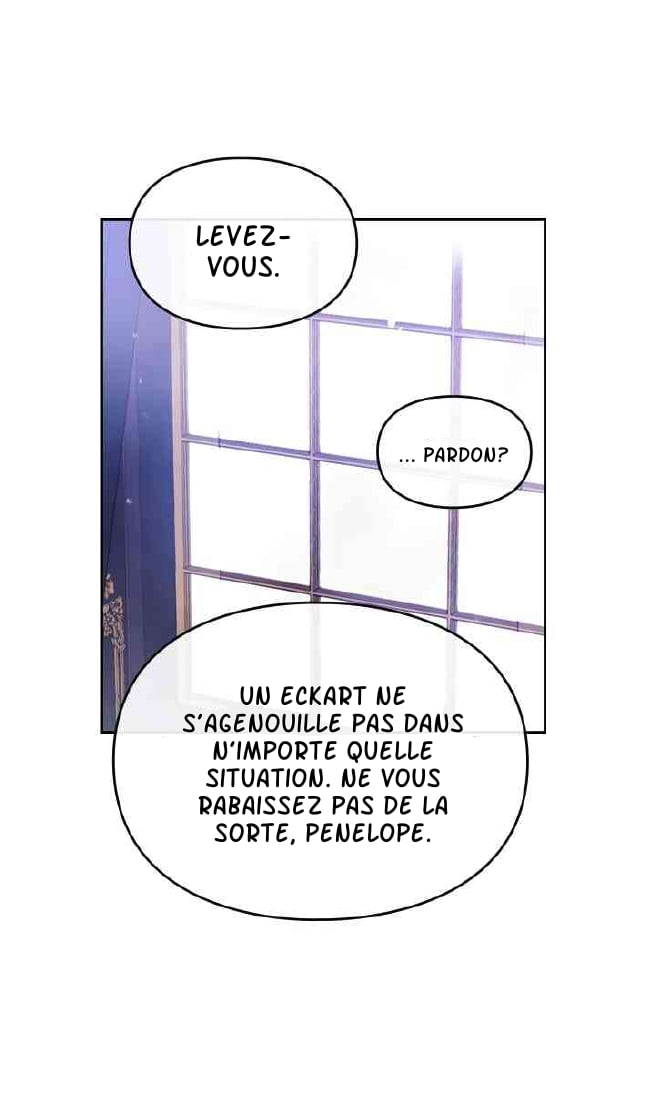 LEVEZ-
VOUS.
... PARDON?
UN ECKART NE
S'AGENOUILLE PAS DANS
N'IMPORTE QUELLE
SITUATION. NE VOUS
RABAISSEZ PAS DE LA
SORTE, PENELOPE.